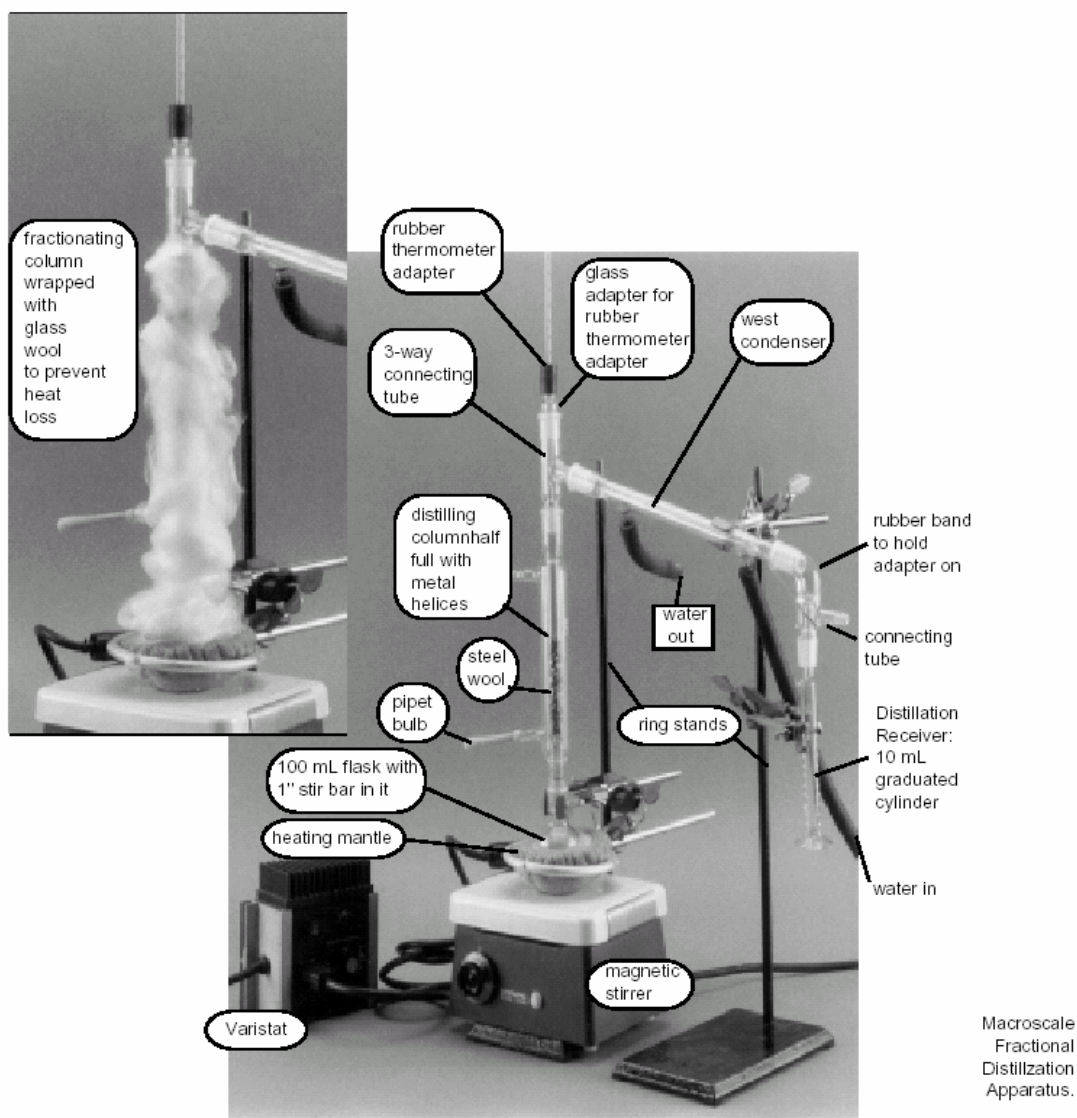 fractionating
column
wrapped
with
glass
wool
to prevent
heat
loss
rubber
thermometer
adapter
glass
adapter for
rubber
thermometer
adapter
west
condenser
3-way
connecting
tube
distilling
columnhalf
full with
metal
helices
rubber band
to hold
adapter on
water
out
connecting
tube
steel
wool
pipet
bulb
ring stands
Distillation
Receiver:
10 mL
graduated
cylinder
100 mL flask with
1" stir bar in it
heating mantle
water in
magnetic
stirrer
Varistat
Macroscale
Fractional
Distillzation
Apparatus.